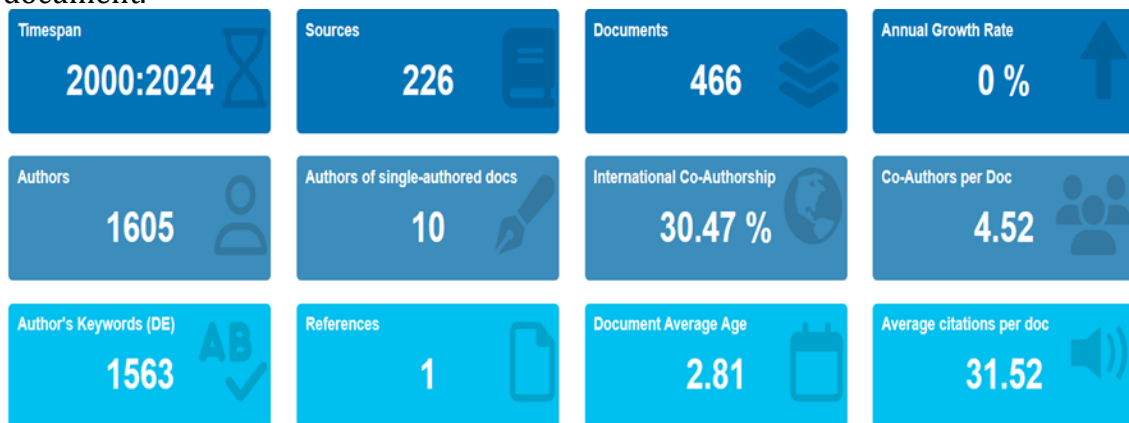 document.
Timespan
2000:2024
Sources
226
Documents
466
Annual Growth Rate
0 %
Authors
1605
Authors of single-authored docs
10
International Co-Authorship
30.47 %
Co-Authors per Doc
4.52
Author's Keywords (DE)
1563
AB
References
1
Document Average Age
2.81
Average citations per doc
31.52